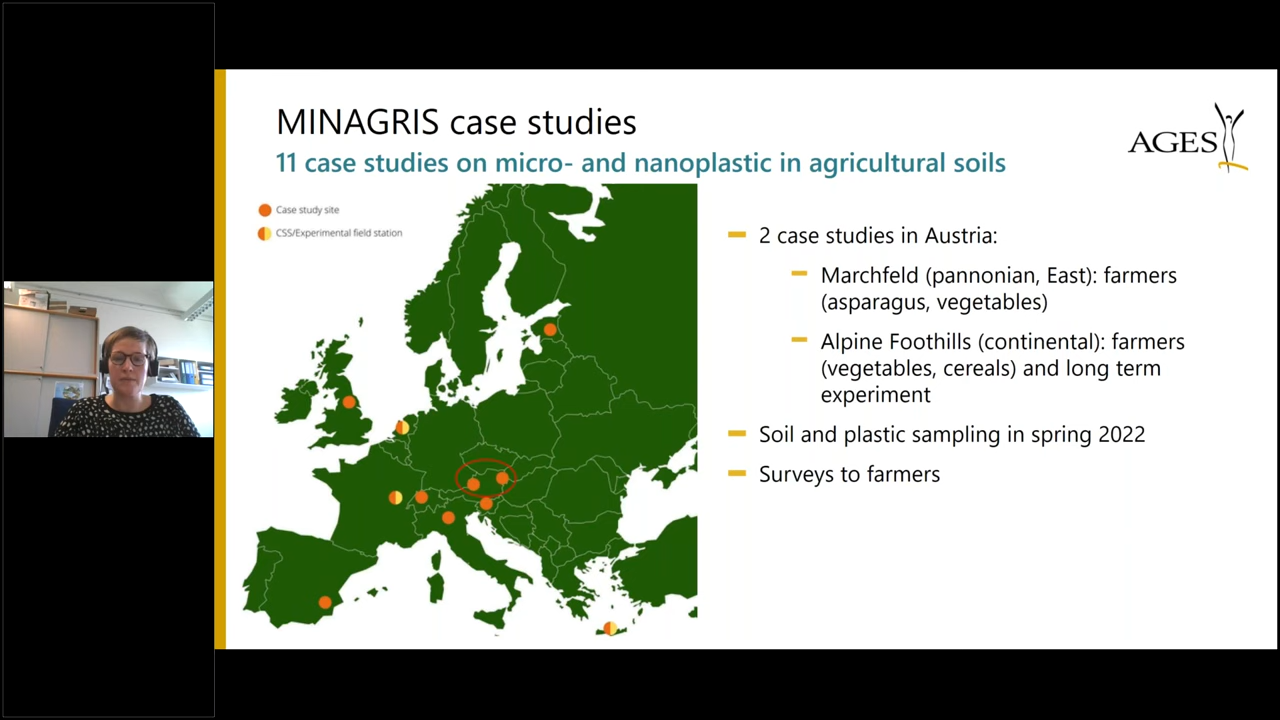 MINAGRIS case studies
11 case studies on micro- and nanoplastic in agricultural soils
AGES
Case study site
CSS/Experimental field station
2 case studies in Austria:
Marchfeld (pannonian, East): farmers
(asparagus, vegetables)
Alpine Foothills (continental): farmers
(vegetables, cereals) and long term
experiment
Soil and plastic sampling in spring 2022
Surveys to farmers